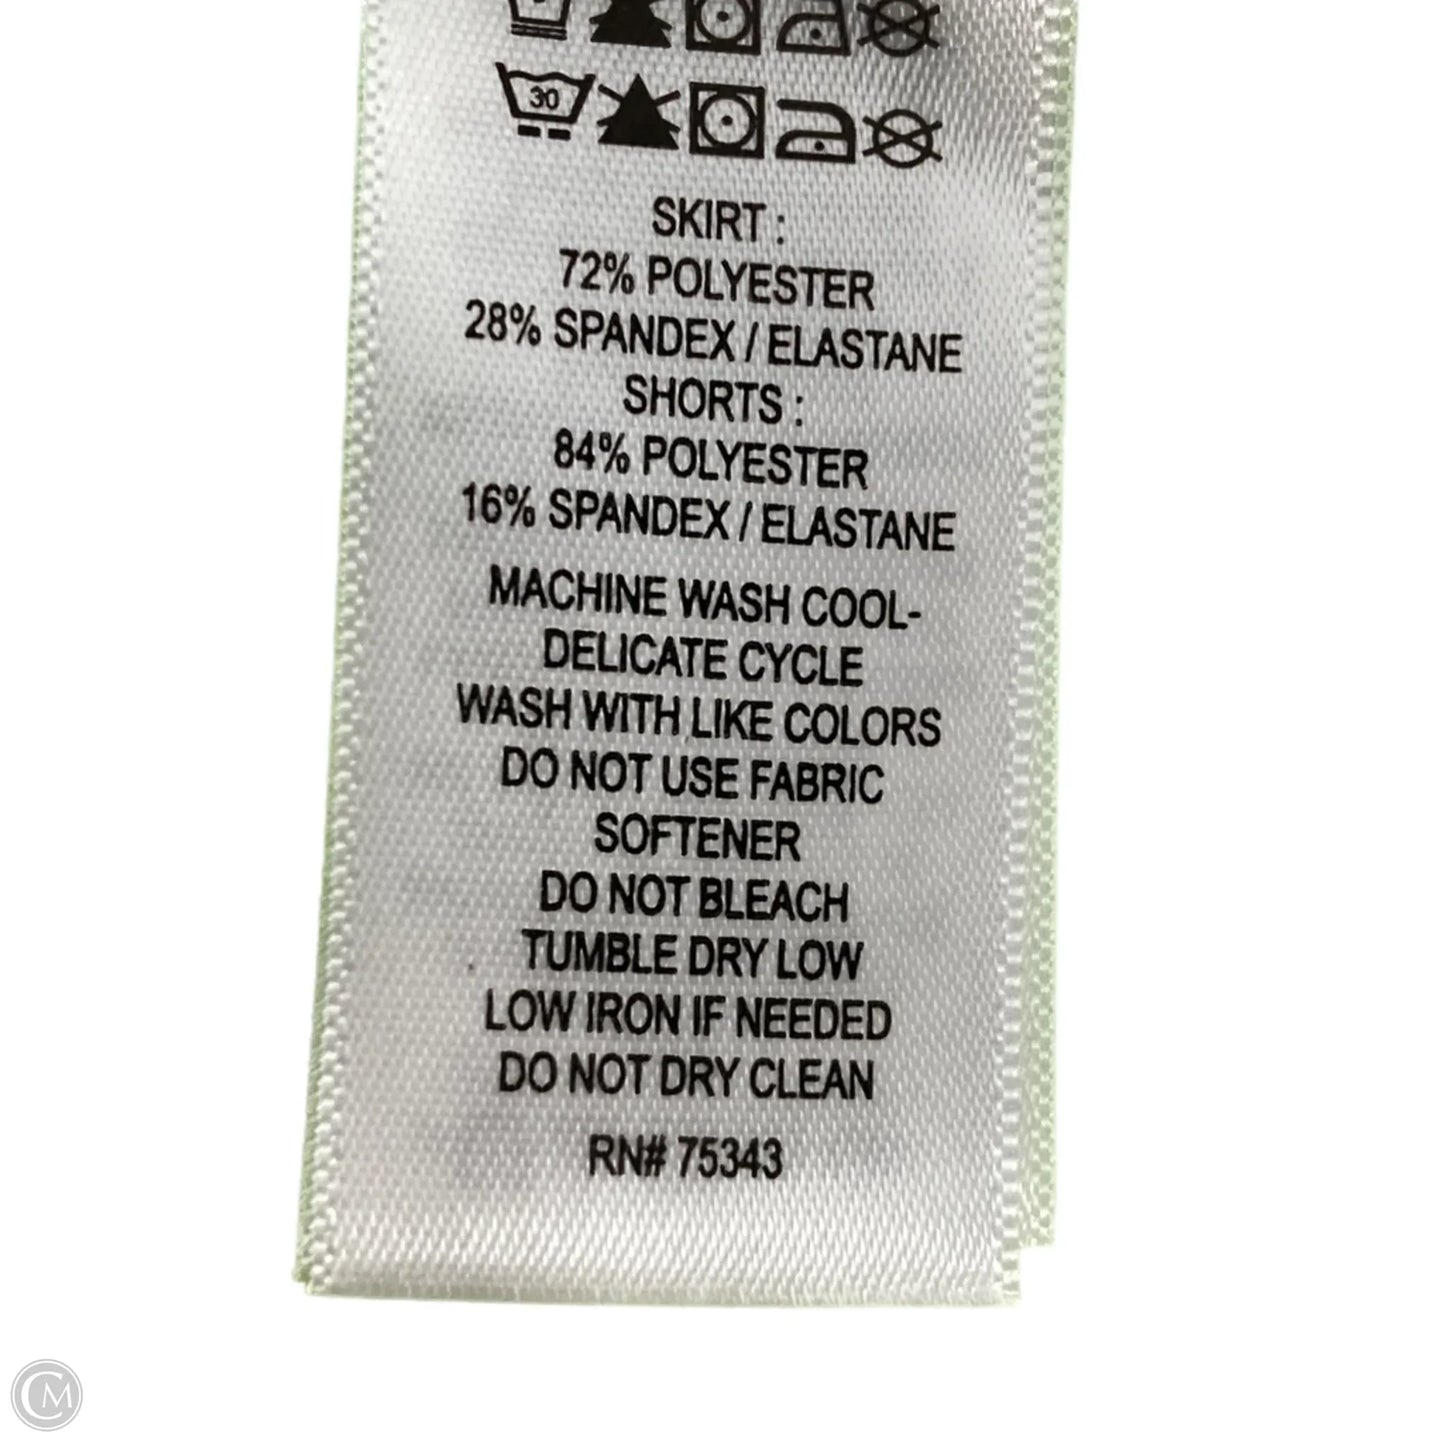 30
SKIRT :
72% POLYESTER
28% SPANDEX / ELASTANE
SHORTS :
84% POLYESTER
16% SPANDEX / ELASTANE
MACHINE WASH COOL-
DELICATE CYCLE
WASH WITH LIKE COLORS
DO NOT USE FABRIC
SOFTENER
DO NOT BLEACH
TUMBLE DRY LOW
LOW IRON IF NEEDED
DO NOT DRY CLEAN
RN# 75343
CM